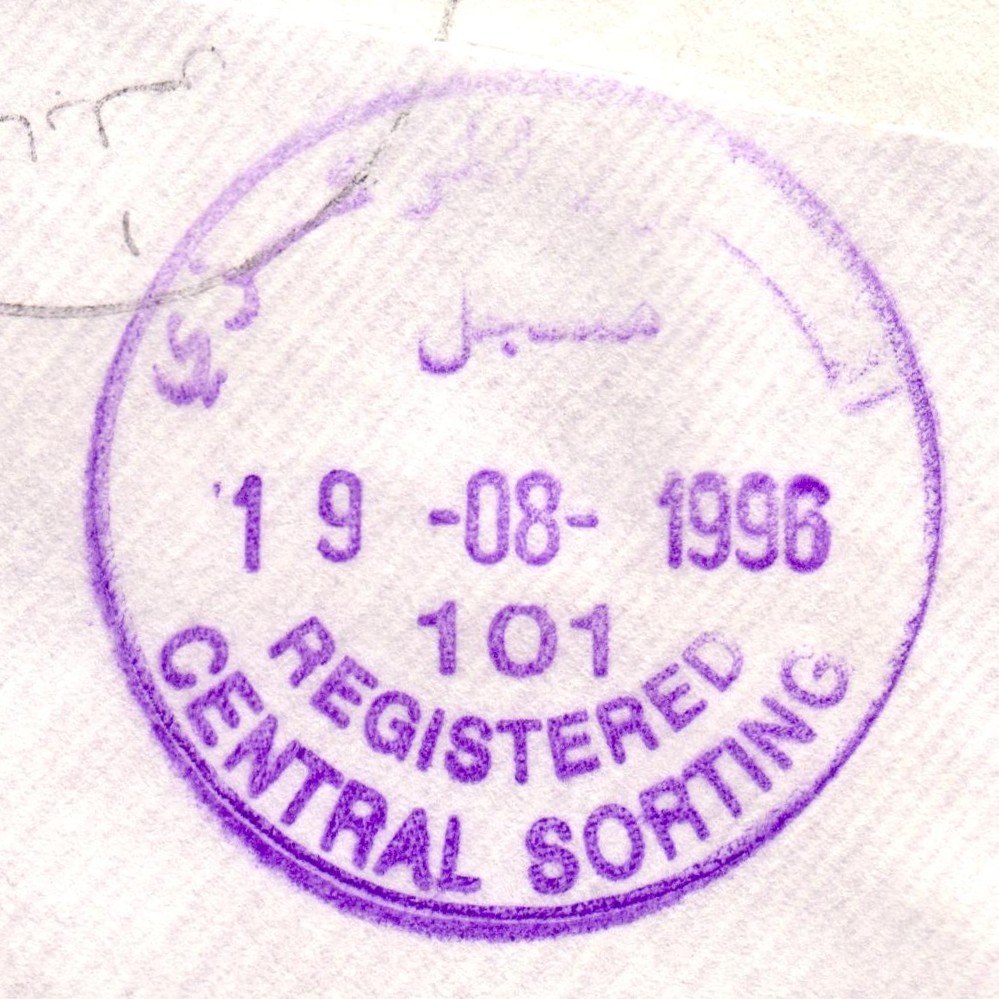 مسجل
19 -08- 1996
101
REGISTERED
CENTRAL SORTING